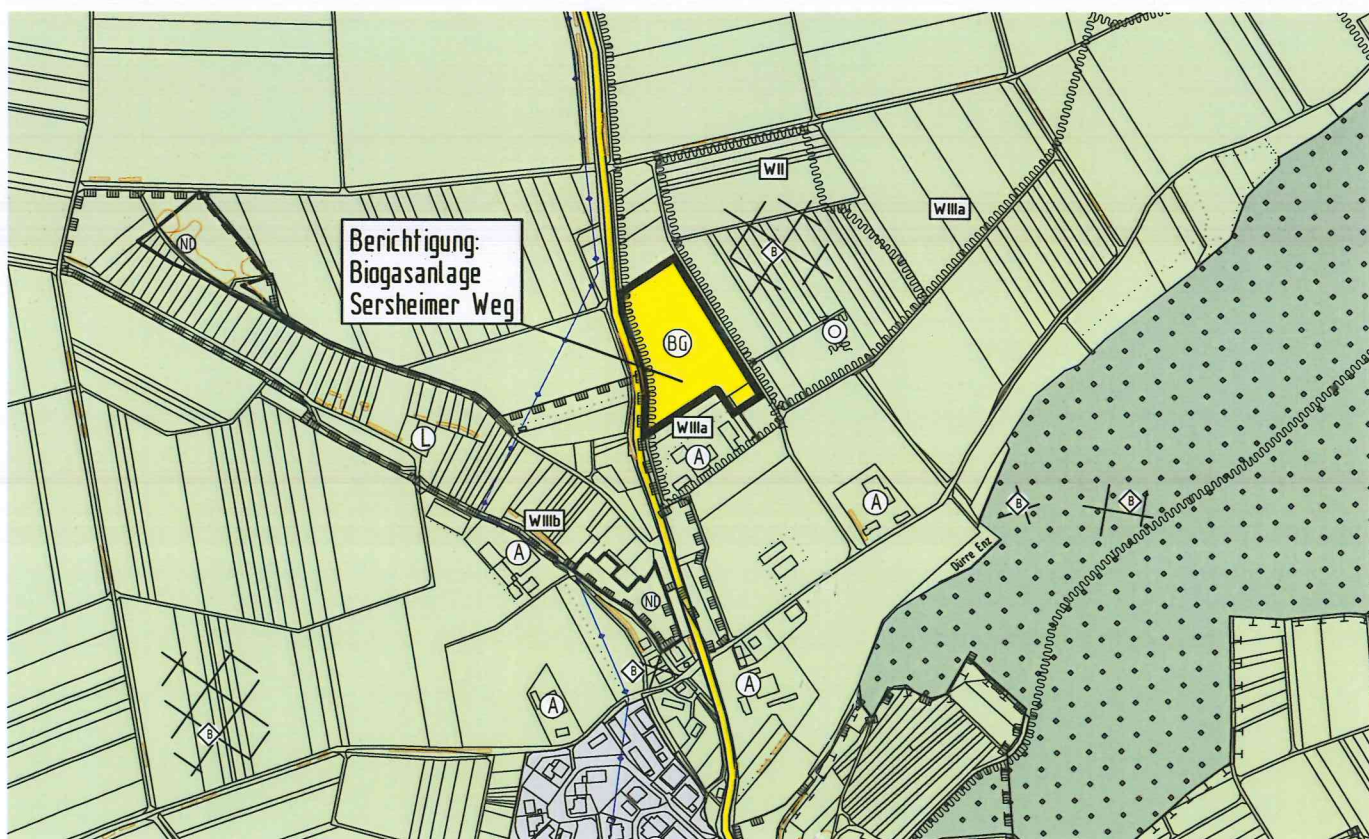 WII
WIIIa
B
ND
Berichtigung:
Biogasanlage
Sersheimer Weg
O
BG
WIIIa
A
L
A
B
B
WIIIb
A
Dürre Enz
ND
B
A
A
B